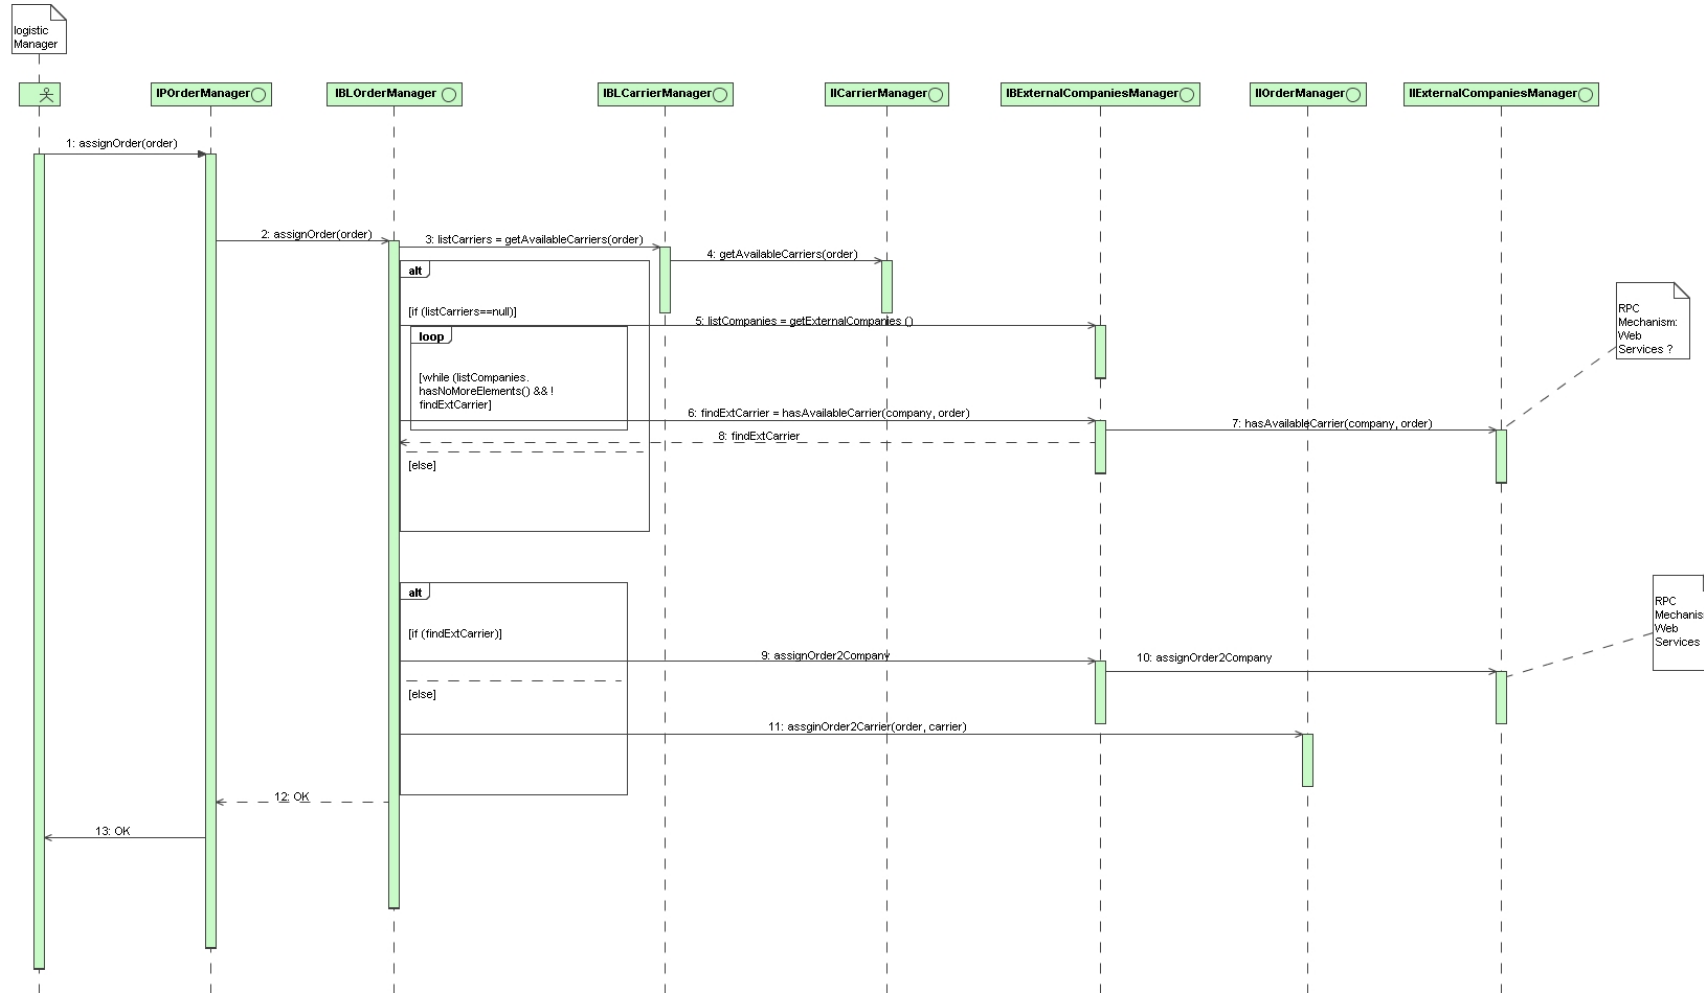 logistic
Manager
IPOrderManager
IBLOrderManager
IBLCarrierManager
IICarrierManager
IBExternalCompaniesManager
IIOrderManager
IIExternalCompaniesManager
1: assignOrder(order)
2: assignOrder(order)
3: listCarriers = getAvailableCarriers(order)
4: getAvailableCarriers(order)
alt
[if (listCarriers==null)]
5: listCompanies = getExternalCompanies ()
RPC
Mechanism:
Web
Services ?
loop
[while (listCompanies.
hasNoMoreElements() && !
findExtCarrier]
6: findExtCarrier = hasAvailableCarrier(company, order)
7: hasAvailableCarrier(company, order)
8: findExtCarrier
[else]
alt
RPC
Mechanis
Web
Services
[if (findExtCarrier)]
9: assignOrder2Company
10: assignOrder2Company
[else]
11: assginOrder2Carrier(order, carrier)
12: OK
13: OK